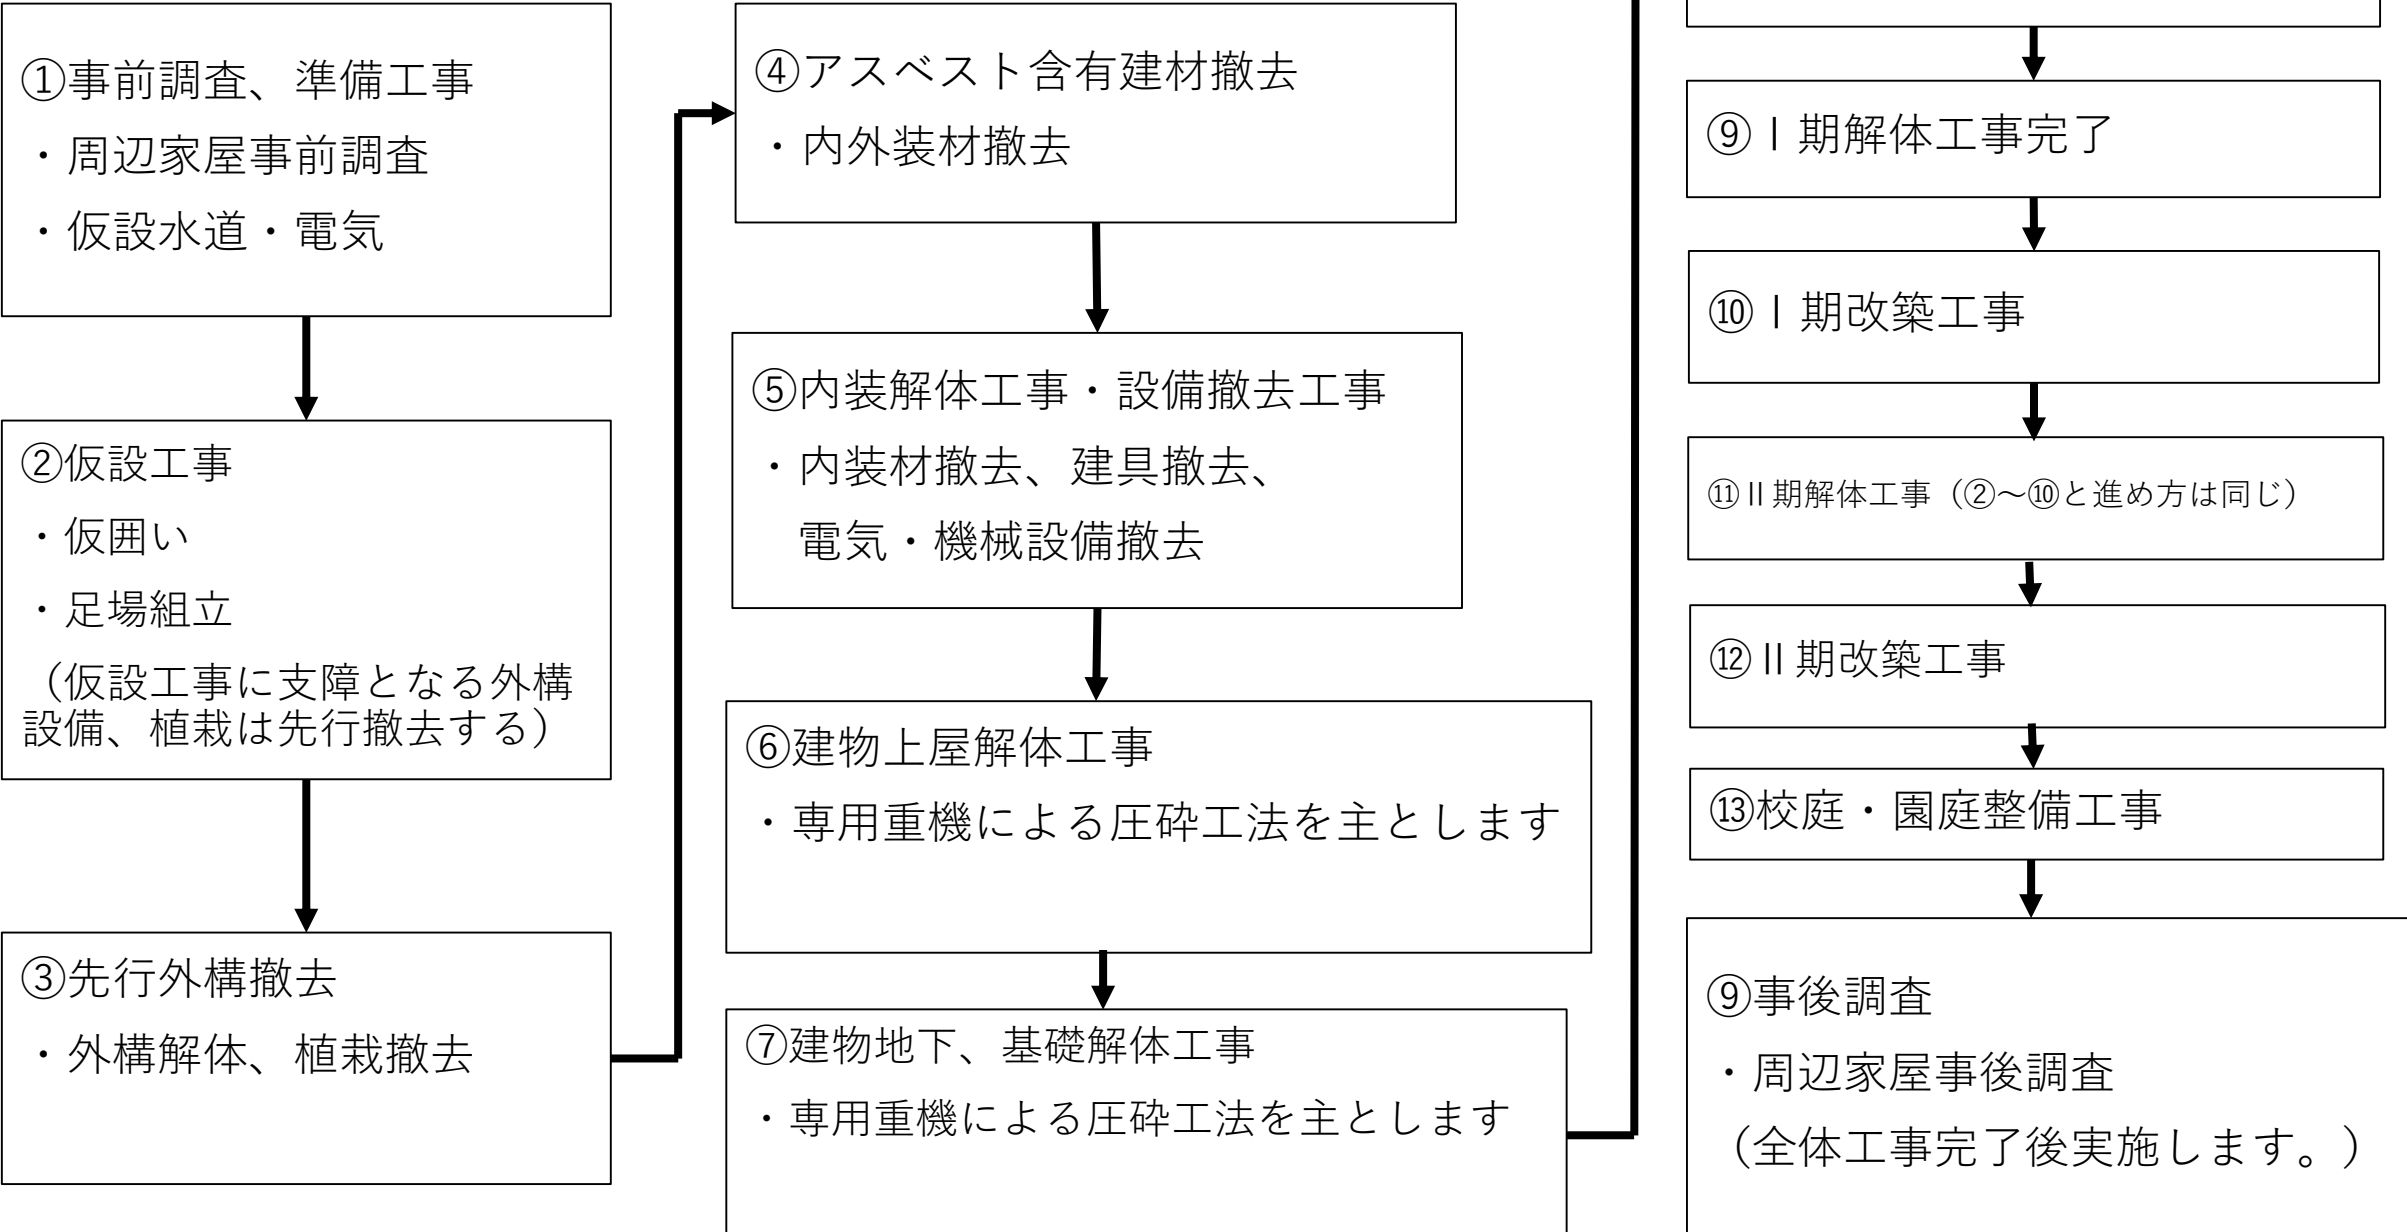 ①事前調査、準備工事
・周辺家屋事前調査
・仮設水道・電気
②仮設工事
・仮囲い
・足場組立
（仮設工事に支障となる外構
設備、植栽は先行撤去する）
③先行外構撤去
・外構解体、植栽撤去
④アスベスト含有建材撤去
・内外装材撤去
⑤内装解体工事・設備撤去工事
・内装材撤去、建具撤去、
電気・機械設備撤去
⑥建物上屋解体工事
・専用重機による圧砕工法を主とします
⑦建物地下、基礎解体工事
・専用重機による圧砕工法を主とします
⑨Ⅰ期解体工事完了
⑩Ⅰ期改築工事
⑪Ⅱ期解体工事（②～⑩と進め方は同じ）
⑫Ⅱ期改築工事
⑬校庭・園庭整備工事
⑨事後調査
・周辺家屋事後調査
（全体工事完了後実施します。）